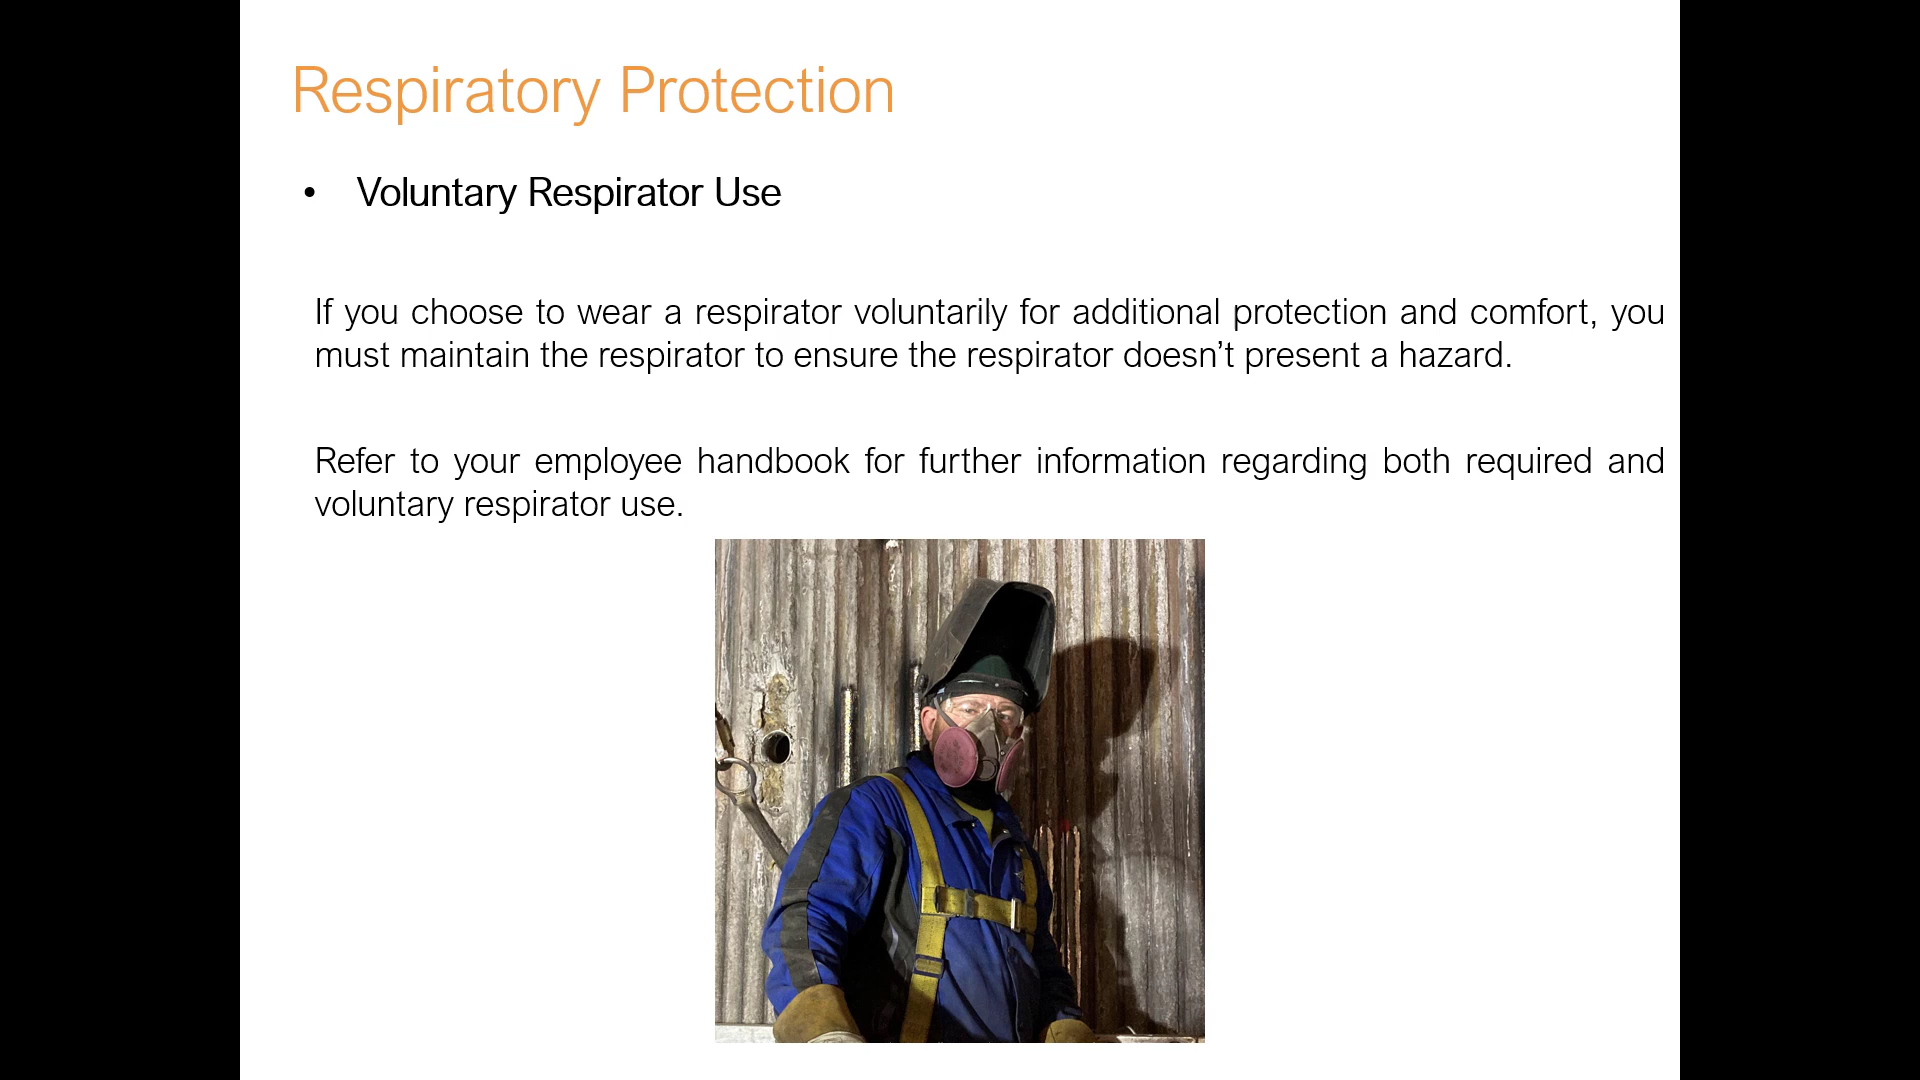 Respiratory Protection
• Voluntary Respirator Use
If you choose to wear a respirator voluntarily for additional protection and comfort, you
must maintain the respirator to ensure the respirator doesn’t present a hazard.
Refer to your employee handbook for further information regarding both required and
voluntary respirator use.